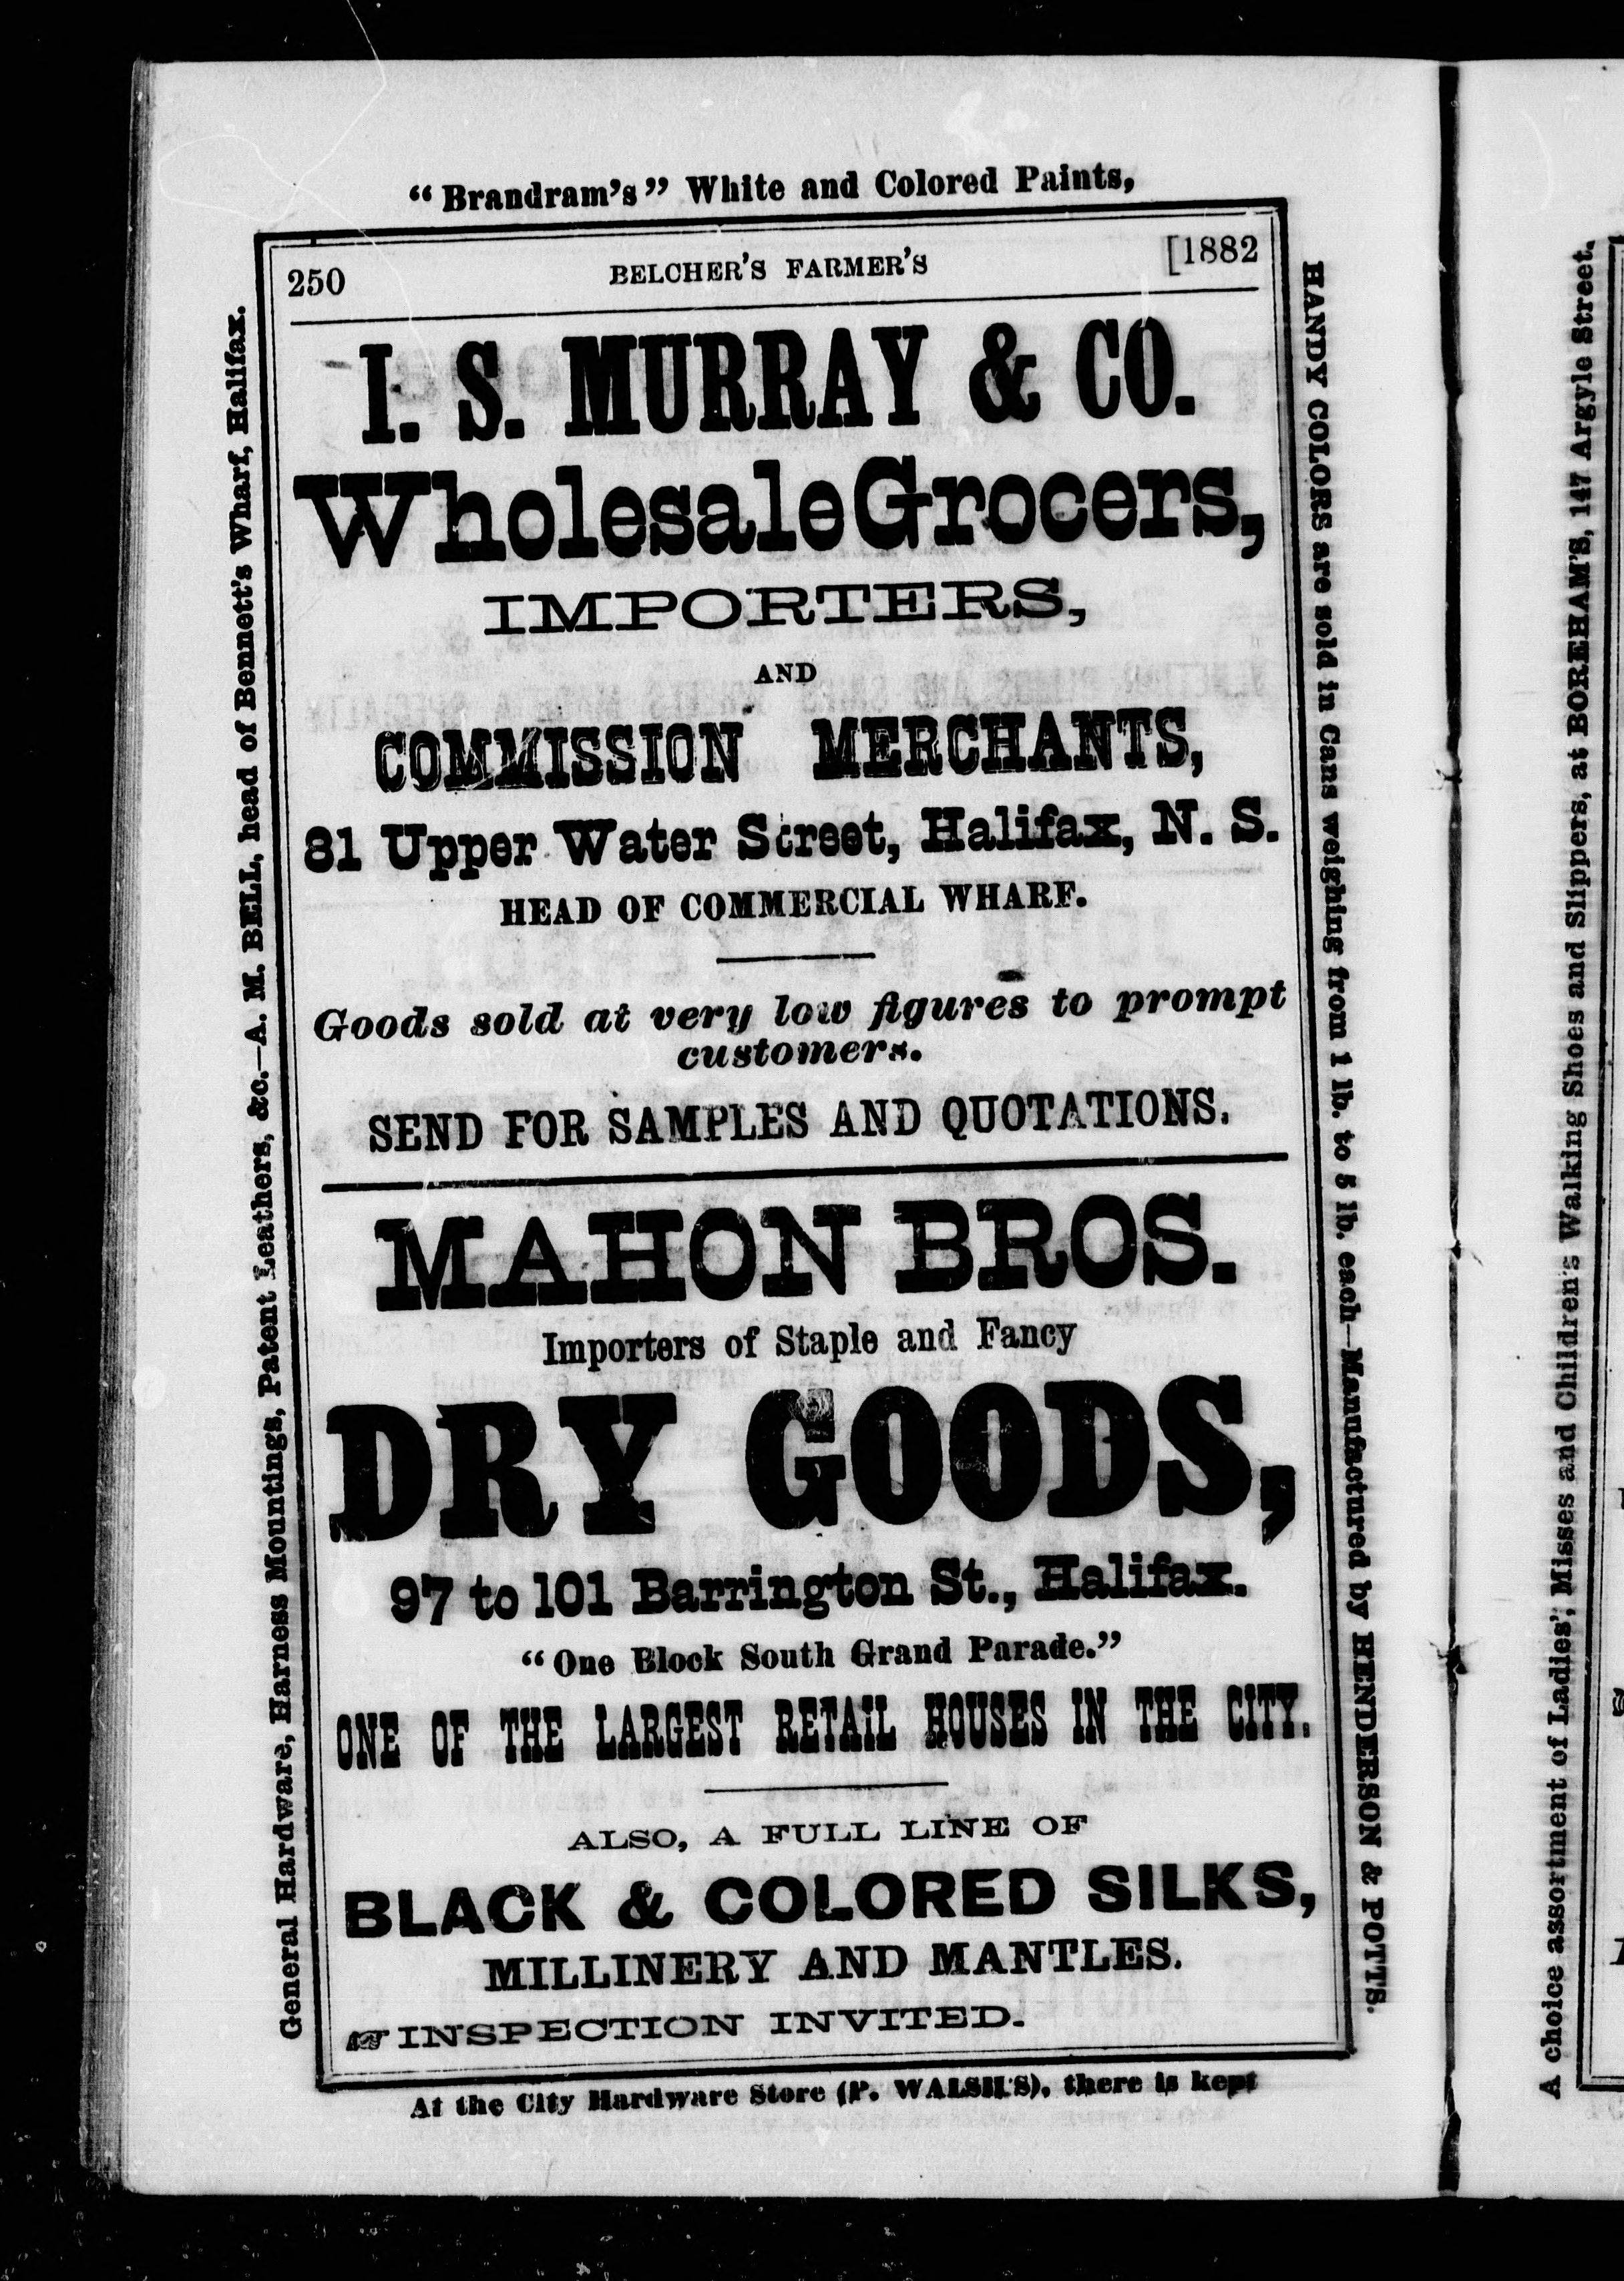 "Brandram's" White and Colored Paints,
250 BELCHER'S FARMER'S [1882
I. S. MURRAY & CO.
Wholesale Grocers,
IMPORTERS,
AND
COMMISSION MERCHANTS,
81 Upper Water Street, Halifax, N. S.
HEAD OF COMMERCIAL WHARF.
Goods sold at very low figures to prompt
customers.
SEND FOR SAMPLES AND QUOTATIONS.
MAHON BROS.
Importers of Staple and Fancy
DRY GOODS,
97 to 101 Barrington St., Halifax.
"One Block South Grand Parade."
ONE OF THE LARGEST RETAIL HOUSES IN THE CITY.
ALSO, A FULL LINE OF
BLACK & COLORED SILKS,
MILLINERY AND MANTLES.
☞ INSPECTION INVITED.
At the City Hardware Store (P. WALSH'S), there is kept
General Hardware, Harness Mountings, Patent Leathers, &c.—A. M. BELL, head of Bennett's Wharf, Halifax.
HANDY COLORS are sold in Cans weighing from 1 lb. to 5 lb. each—Manufactured by HENDERSON & POTTS.
A choice assortment of Ladies', Misses and Children's Walking Shoes and Slippers, at BOREHAM'S, 147 Argyle Street.